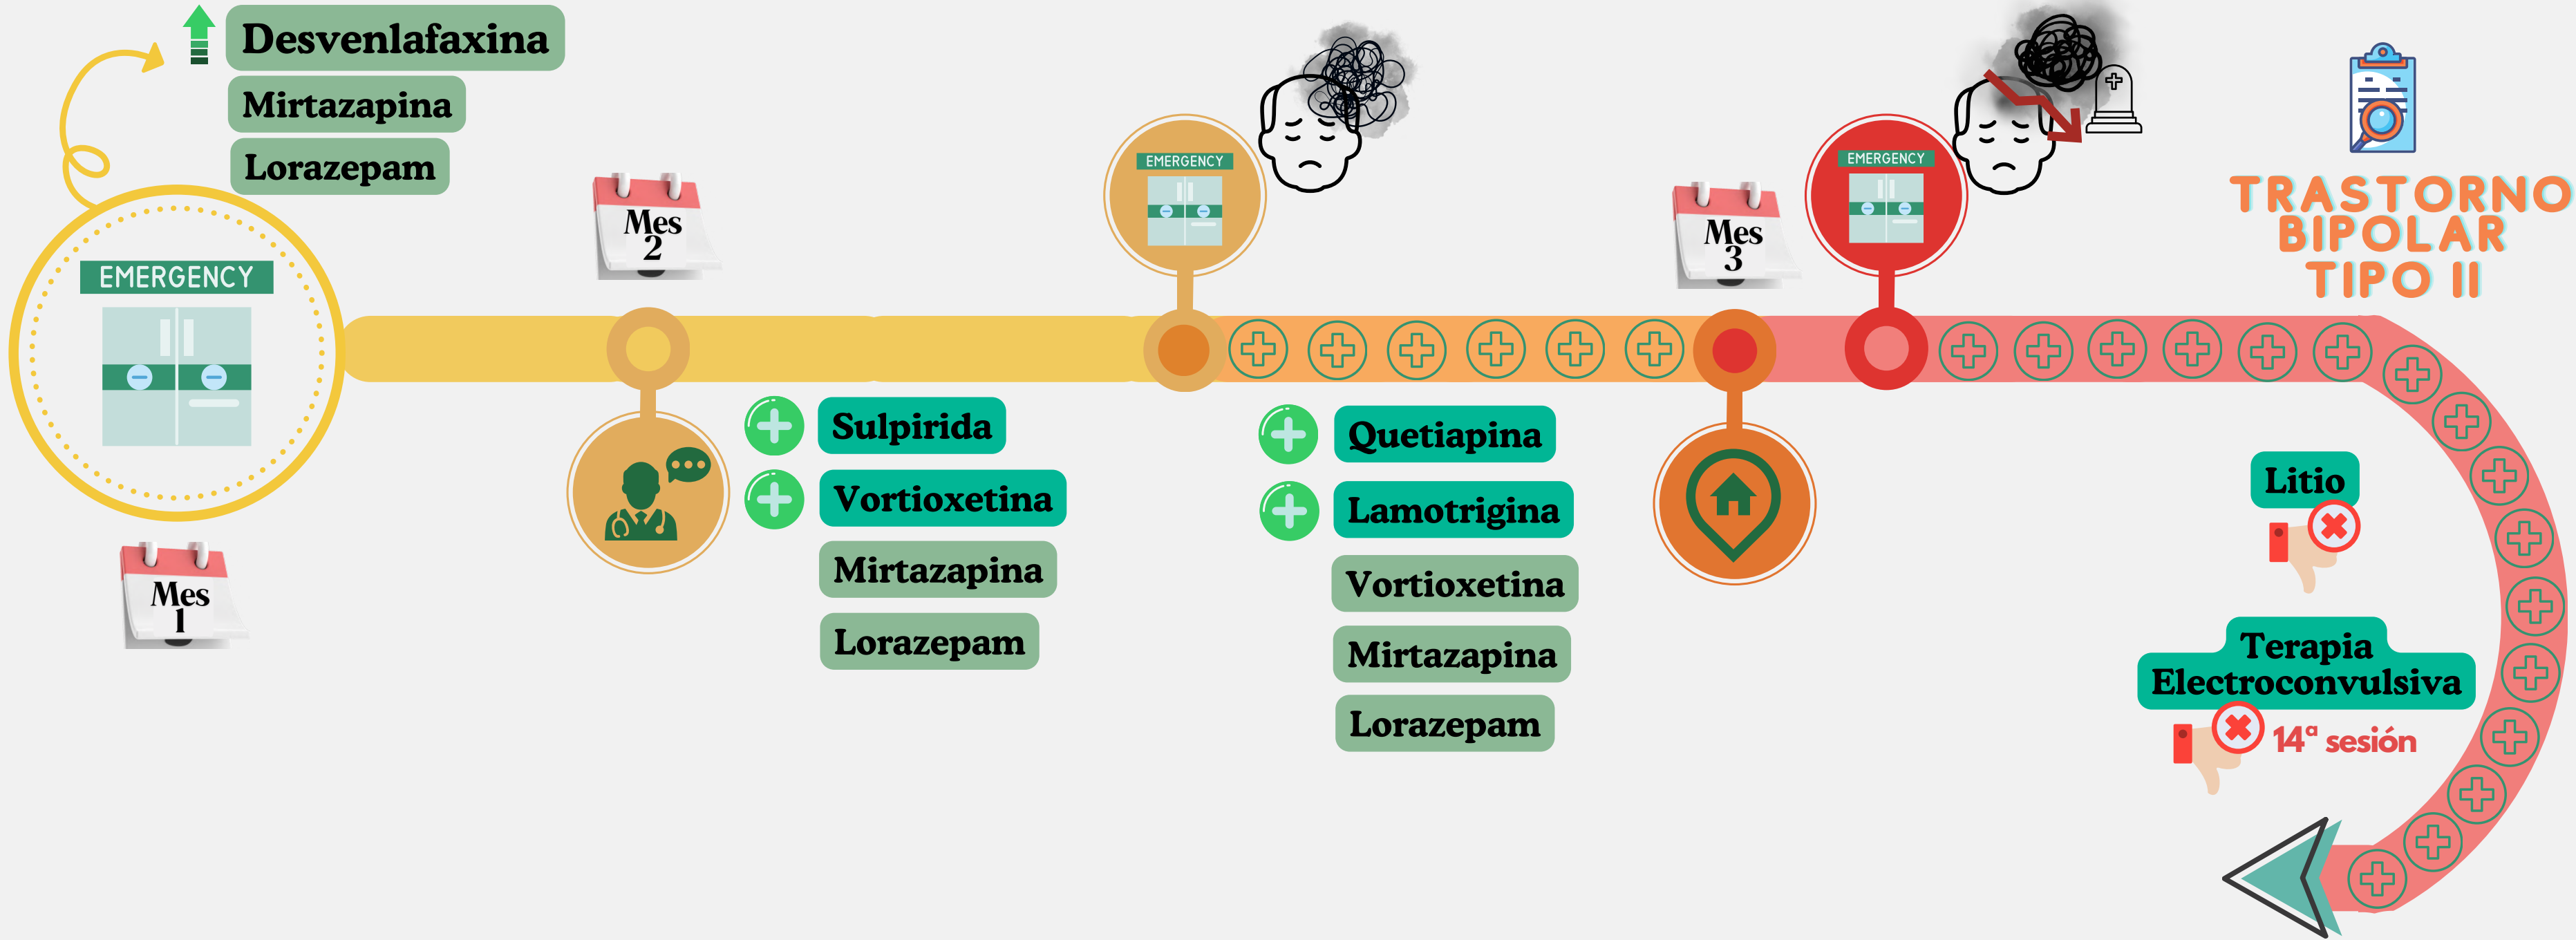 Desvenlafaxina
Mirtazapina
Lorazepam
EMERGENCY
Mes
1
Mes
2
Sulpirida
Vortioxetina
Mirtazapina
Lorazepam
EMERGENCY
Quetiapina
Lamotrigina
Vortioxetina
Mirtazapina
Lorazepam
Mes
3
EMERGENCY
TRASTORNO
BIPOLAR
TIPO II
Litio
Terapia
Electroconvulsiva
14ª sesión